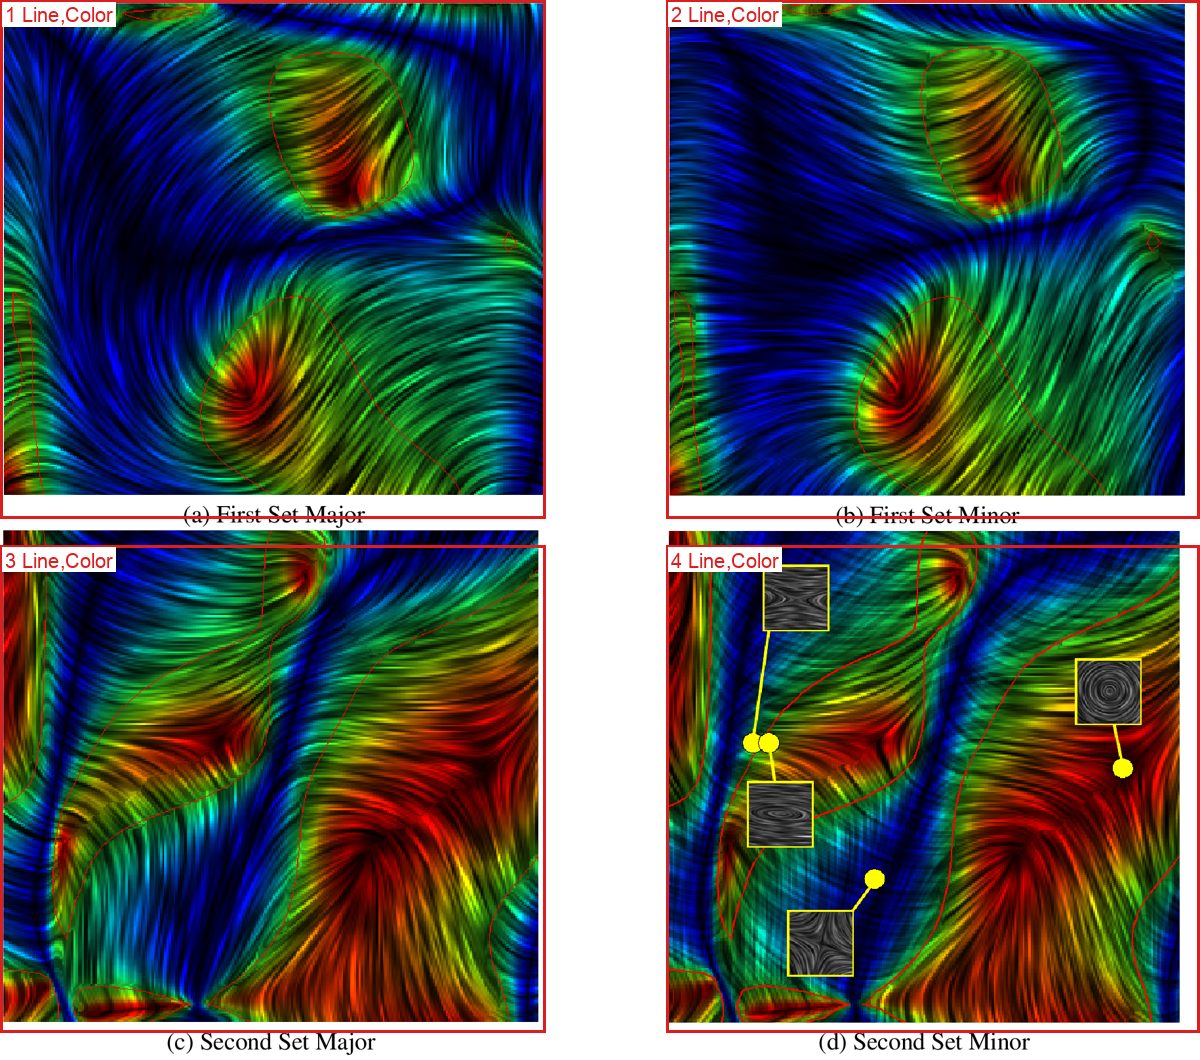 1 Line,Color
2 Line,Color
(a) First Set Major
(b) First Set Minor
3 Line,Color
4 Line,Color
(c) Second Set Major
(d) Second Set Minor